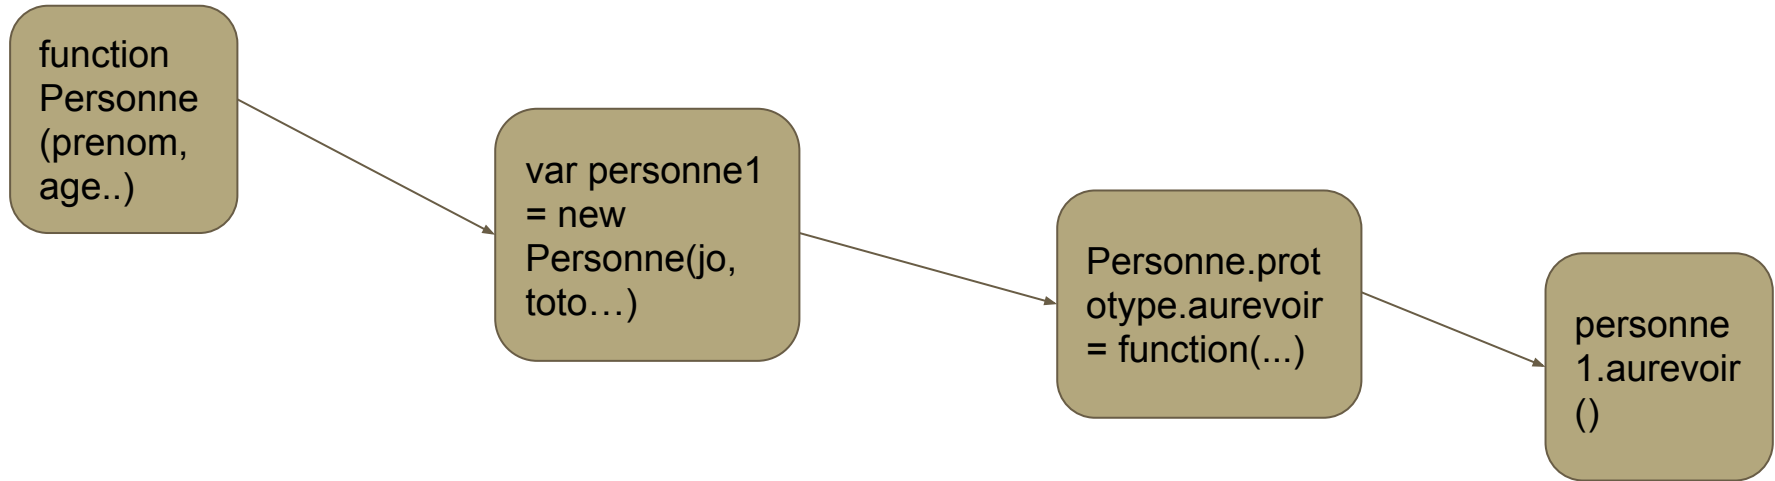 function
Personne
(prenom,
age..)
var personne1
= new
Personne(jo,
toto…)
Personne.prot
otype.aurevoir
= function(...)
personne
1.aurevoir
()